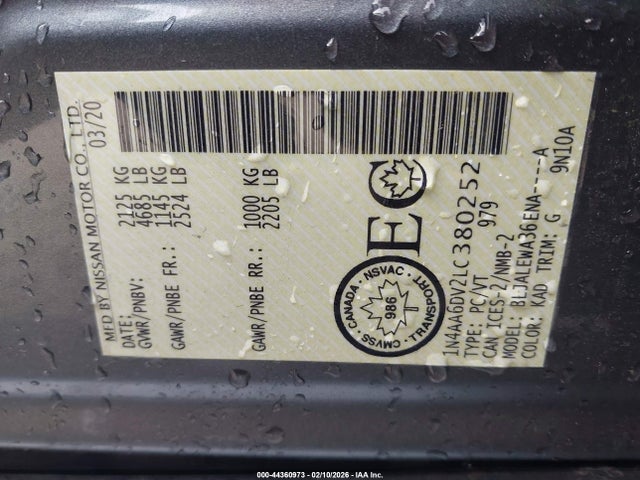 MFD BY NISSAN MOTOR CO., LTD.
DATE: 03/20
GVWR/PNBV: 2125 KG
4685 LB
GAWR/PNBE FR.: 1145 KG
2524 LB
GAWR/PNBE RR.: 1000 KG
2205 LB
CANADA · NSVAC · TRANSPORT · CMVSS
986
EC
1N4AA6DV2LC380252
TYPE: PC/VT 979
CAN ICES-2/NMB-2
MODEL: BLJALEWA36ENA----A
COLOR: KAD TRIM: G 9N10A
000-44360973 - 02/10/2026 - IAA Inc.